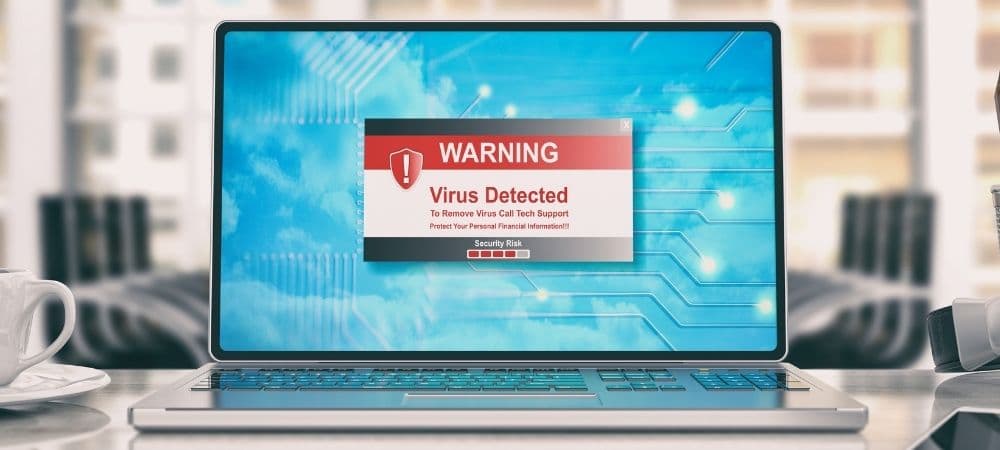 X
WARNING
Virus Detected
To Remove Virus Call Tech Support
Protect Your Personal Financial Information!!!
Security Risk